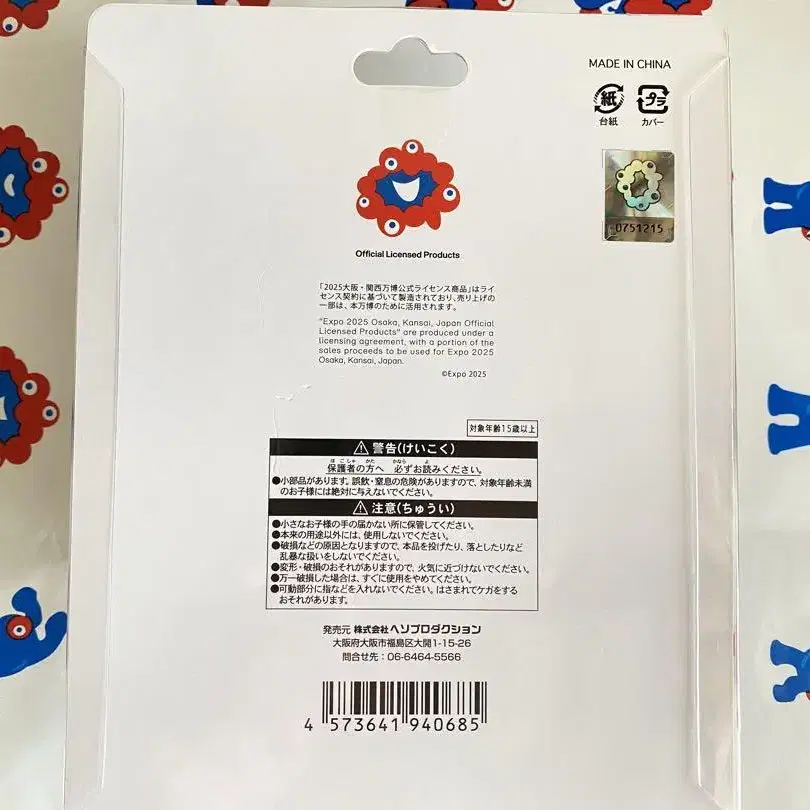 MADE IN CHINA
紙
プラ
台紙
カバー
0751215
Official Licensed Products
「2025大阪・関西万博公式ライセンス商品」はライ
センス契約に基づいて製造されており、売り上げの
一部は、本万博のために活用されます。
"Expo 2025 Osaka, Kansai, Japan Official
Licensed Products" are produced under a
licensing agreement, with a portion of the
sales proceeds to be used for Expo 2025
Osaka, Kansai, Japan.
©Expo 2025
対象年齢15歳以上
警告(けいこく)
ほごしゃ かた かなら よ
保護者の方へ 必ずお読みください。
●小部品があります。誤飲・窒息の危険がありますので、対象年齢未満
のお子様には絶対に与えないでください。
注意(ちゅうい)
●小さなお子様の手の届かない所に保管してください。
●本来の用途以外には、使用しないでください。
●破損などの原因となりますので、本品を投げたり、落としたりなど
乱暴な扱いをしないでください。
●変形・破損のおそれがありますので、火気に近づけないでください。
●万一破損した場合は、すぐに使用をやめてください。
●可動部分に指などを入れないでください。はさまれてケガをする
おそれがあります。
発売元 株式会社ヘソプロダクション
大阪府大阪市福島区大開1-15-26
問合せ先：06-6464-5566
4 573641 940685